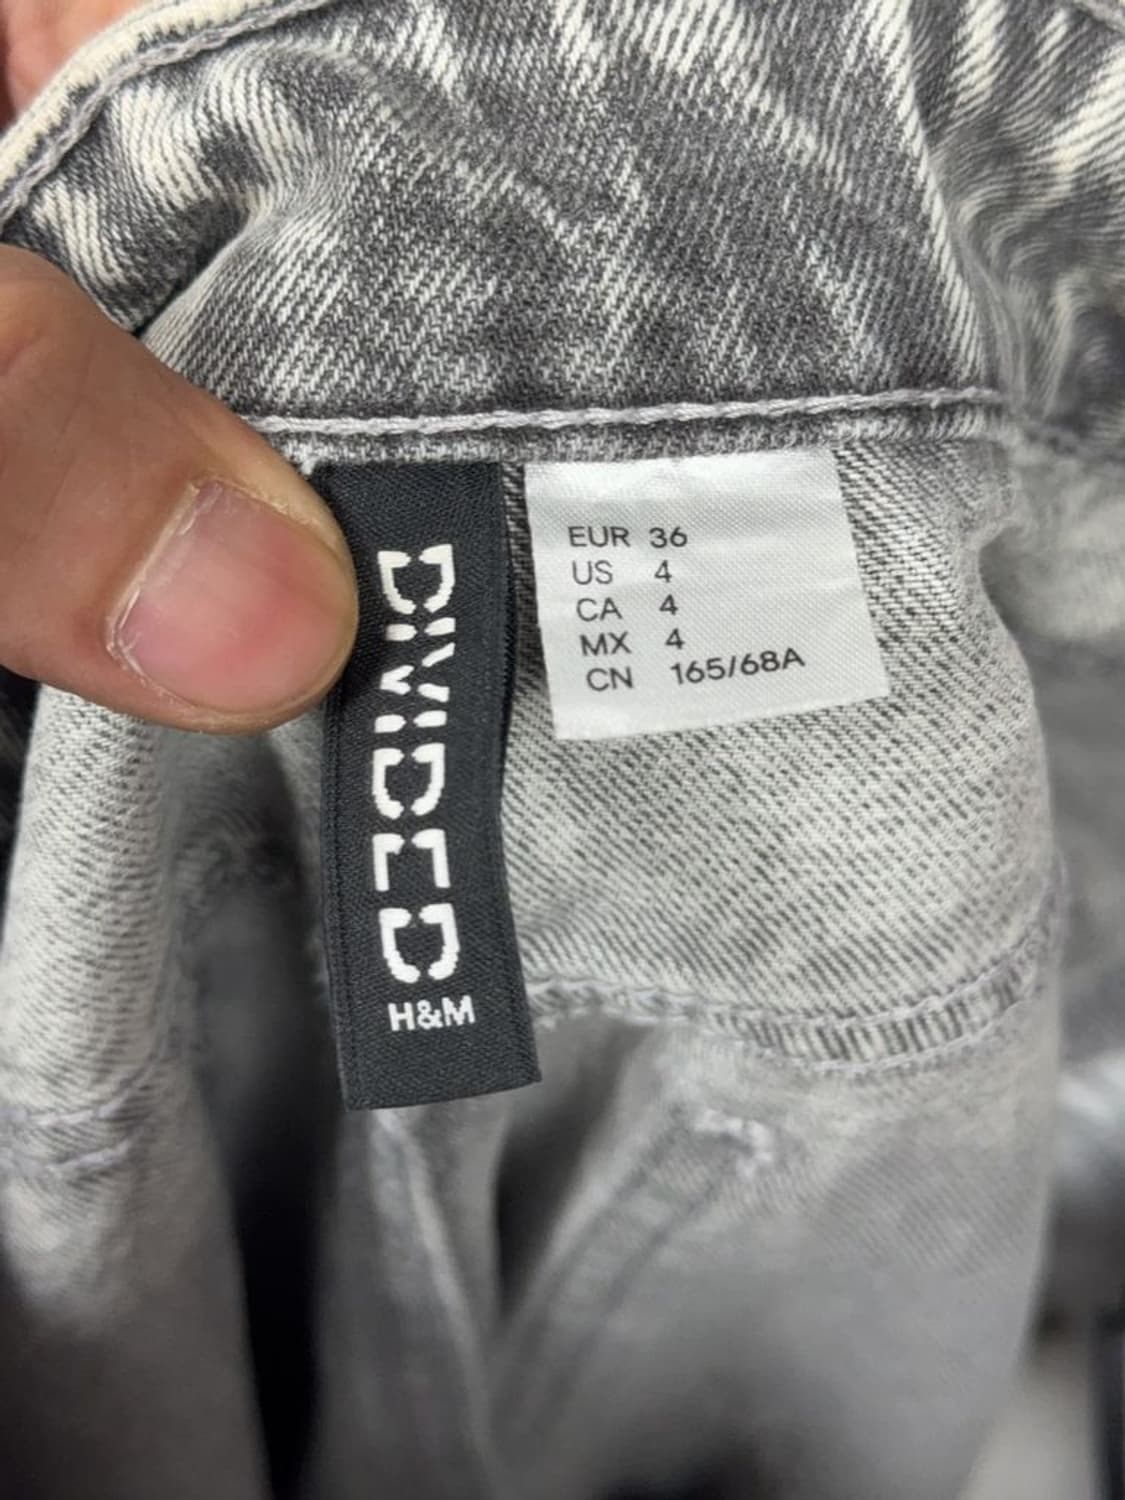 DIVIDED
H&M
EUR 36
US 4
CA 4
MX 4
CN 165/68A